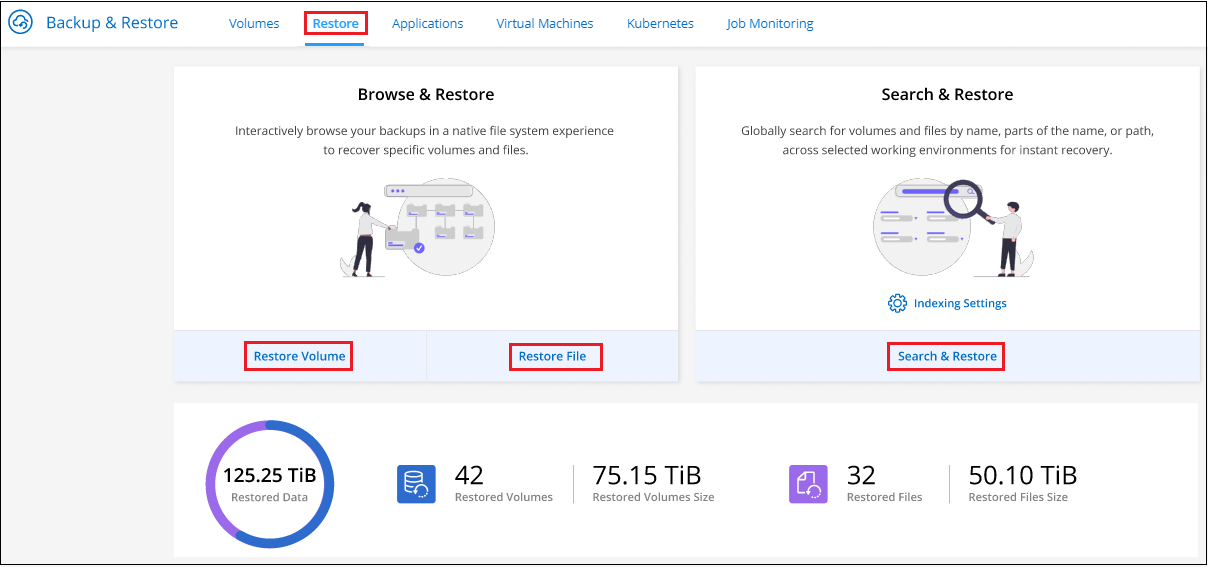 Backup & Restore
Volumes
Restore
Applications
Virtual Machines
Kubernetes
Job Monitoring
Browse & Restore
Interactively browse your backups in a native file system experience
to recover specific volumes and files.
Restore Volume
Restore File
Search & Restore
Globally search for volumes and files by name, parts of the name, or path,
across selected working environments for instant recovery.
Indexing Settings
Search & Restore
125.25 TiB
Restored Data
42
Restored Volumes
75.15 TiB
Restored Volumes Size
32
Restored Files
50.10 TiB
Restored Files Size